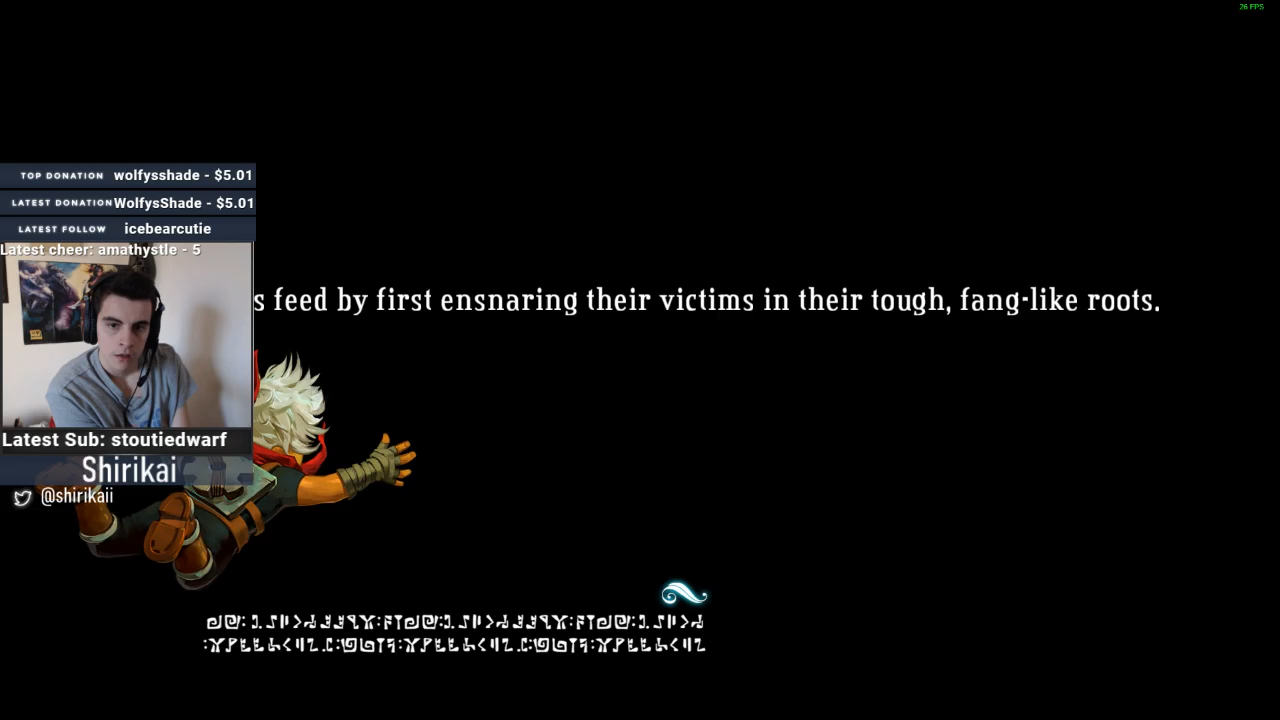 26 FPS
TOP DONATION wolfysshade - $5.01
LATEST DONATION WolfysShade - $5.01
LATEST FOLLOW icebearcutie
Latest cheer: amathystle - 5
s feed by first ensnaring their victims in their tough, fang-like roots.
Latest Sub: stoutiedwarf
Shirikai
@shirikaii